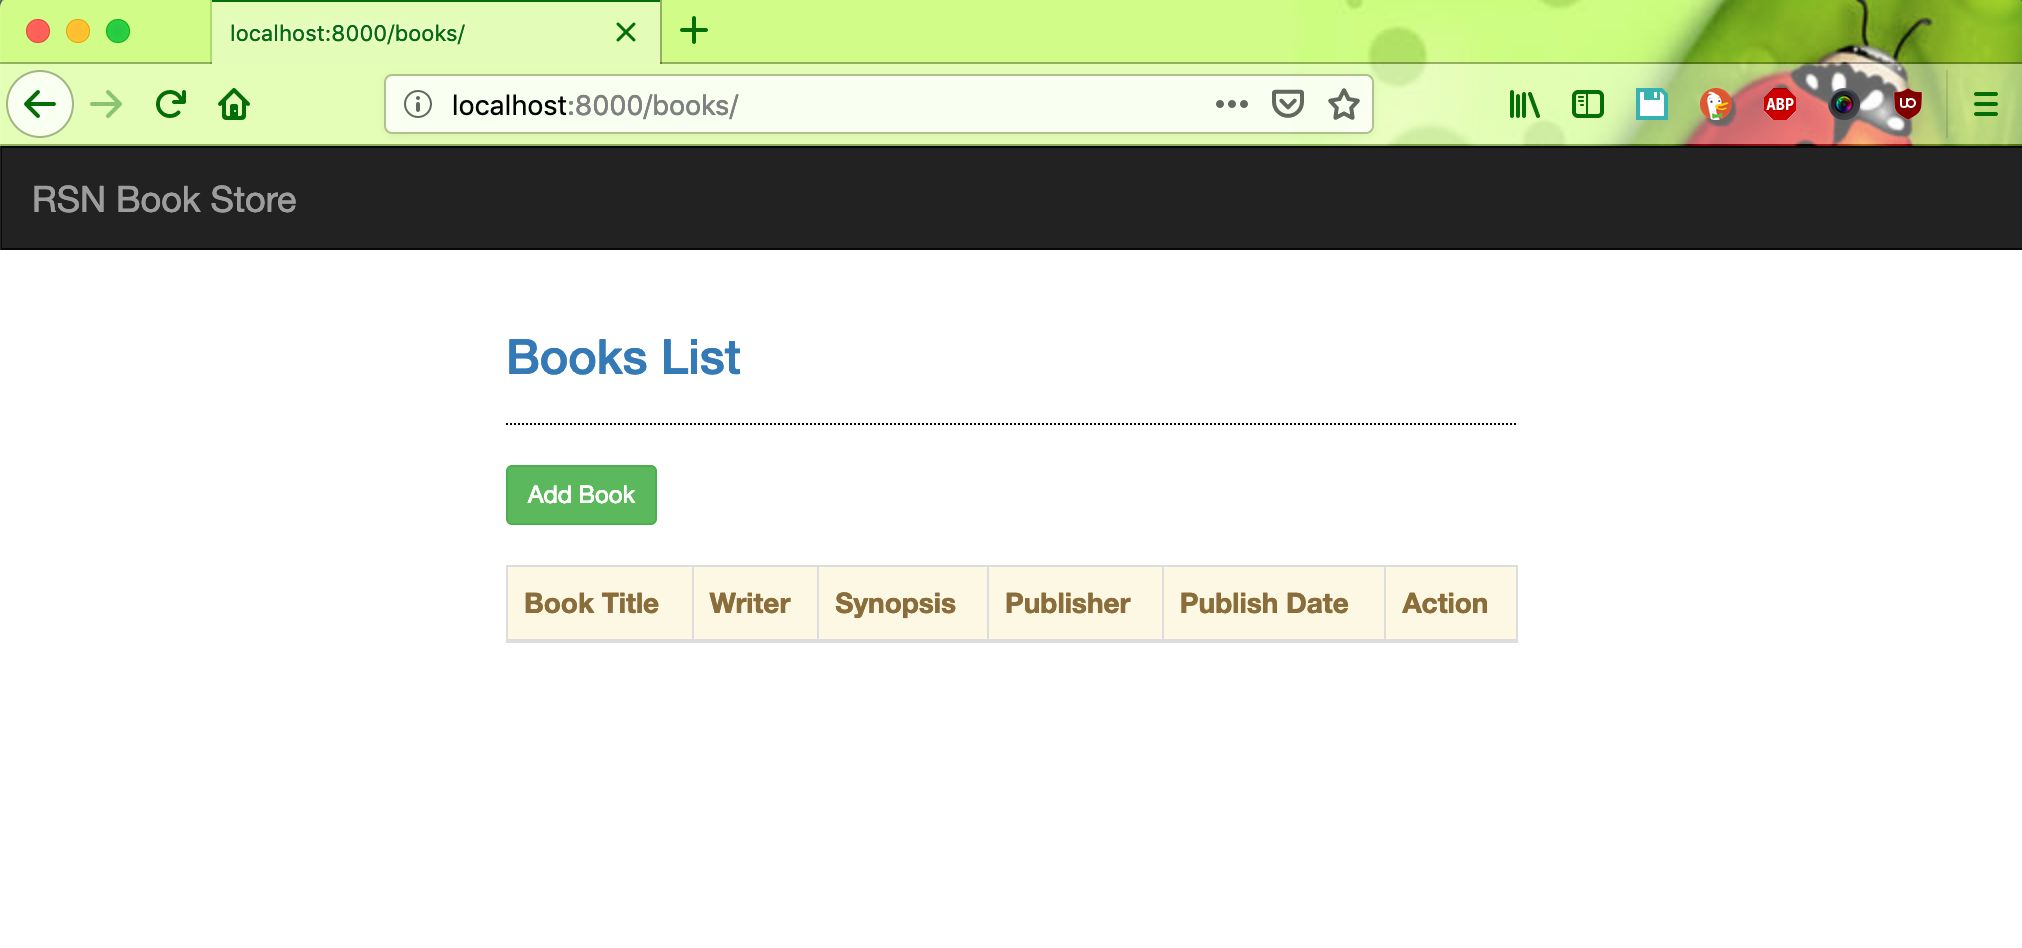 localhost:8000/books/
localhost:8000/books/
ABP
UO
RSN Book Store
Books List
Add Book
Book Title Writer Synopsis Publisher Publish Date Action